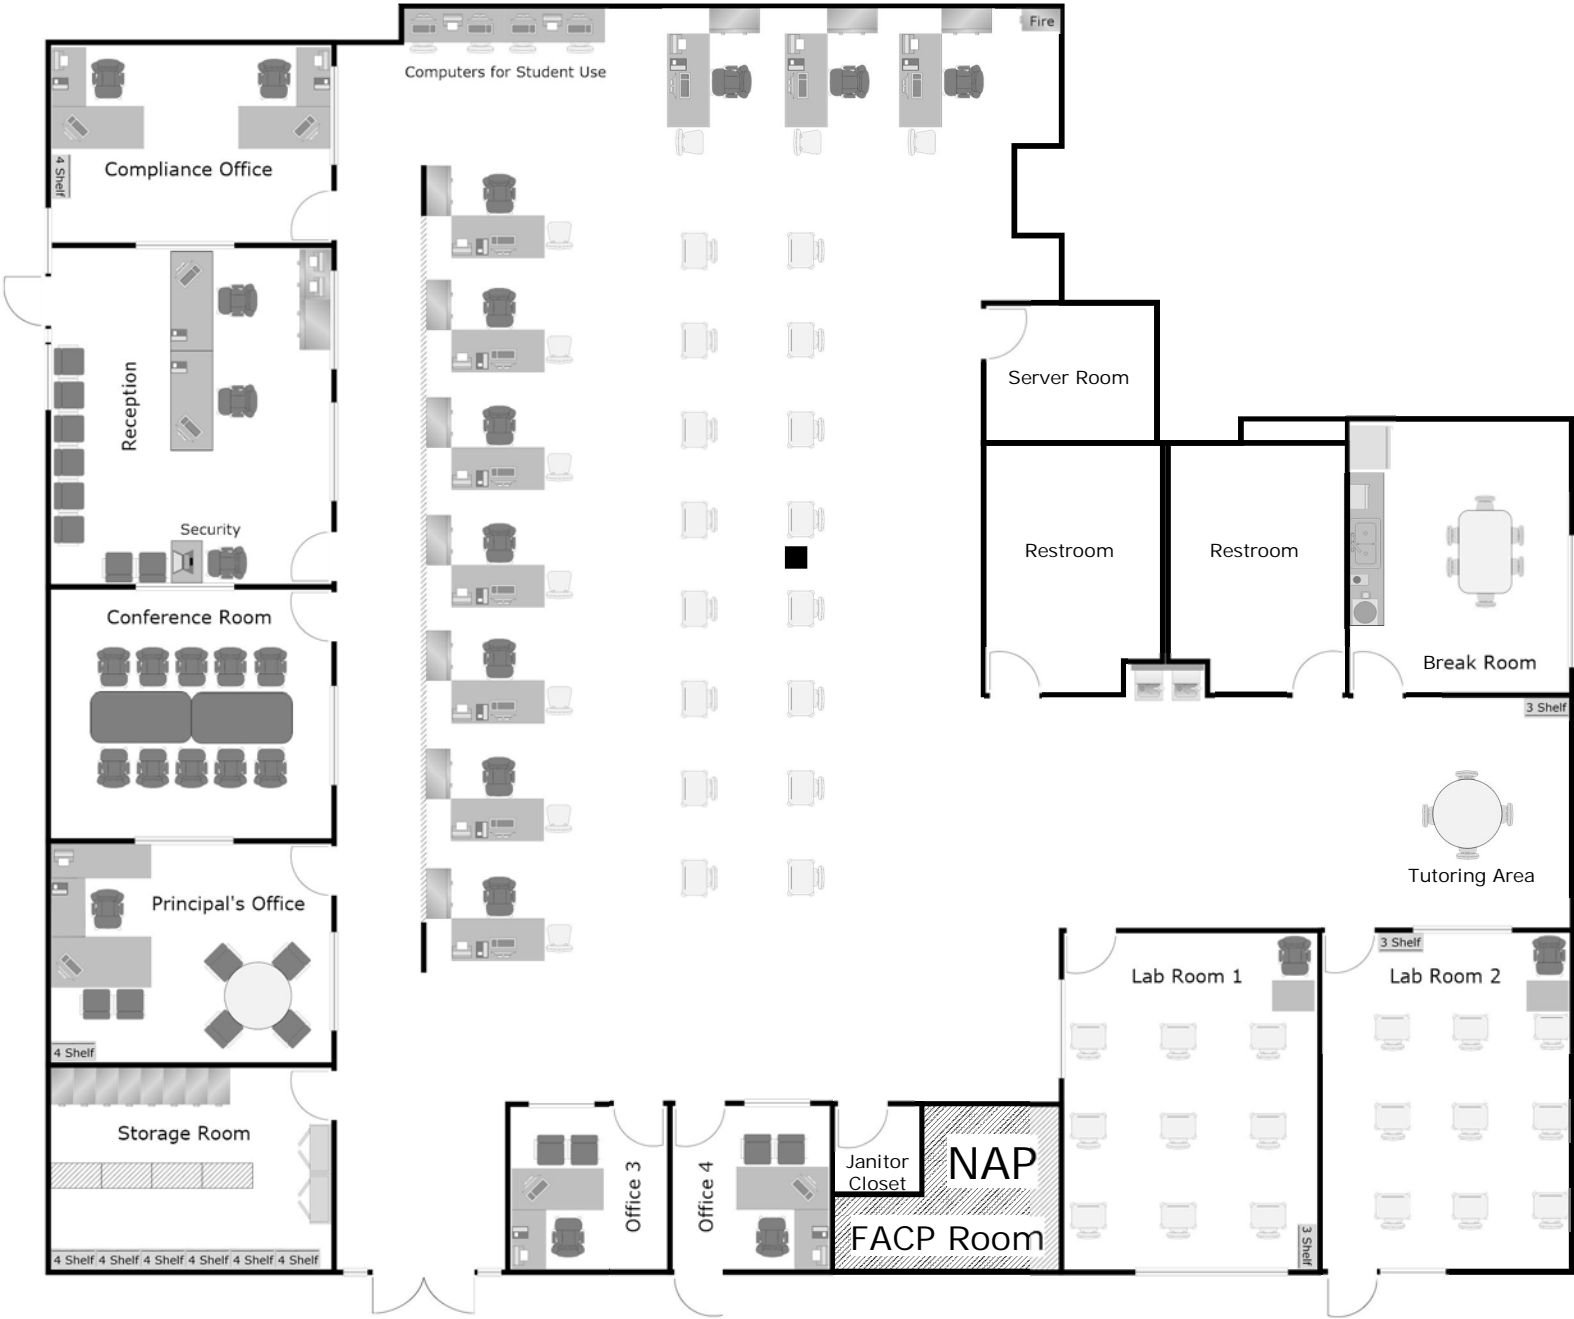 Fire
Computers for Student Use
Compliance Office
4 Shelf
Reception
Security
Server Room
Restroom
Restroom
Break Room
3 Shelf
Conference Room
Tutoring Area
Principal's Office
4 Shelf
3 Shelf
Lab Room 1
Lab Room 2
Storage Room
4 Shelf
4 Shelf
4 Shelf
4 Shelf
4 Shelf
4 Shelf
Office 3
Office 4
Janitor
Closet
NAP
FACP Room
3 Shelf